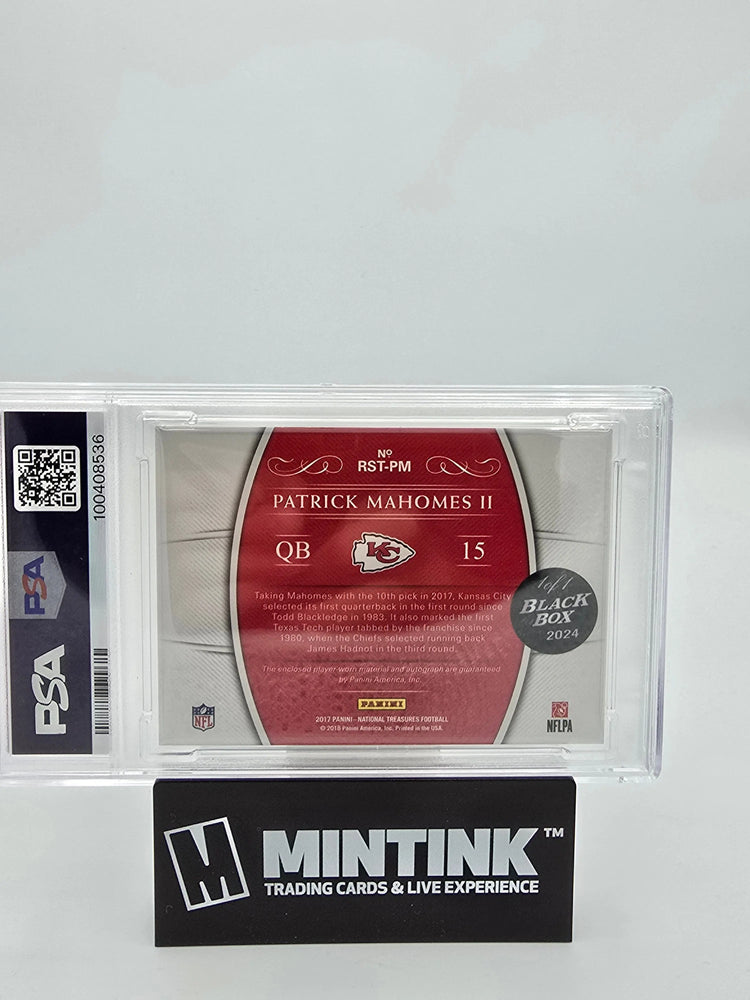 100408536
PSA
PSA
Nº
RST-PM
PATRICK MAHOMES II
QB
KC
15
Taking Mahomes with the 10th pick in 2017, Kansas City
selected its first quarterback in the first round since
Todd Blackledge in 1983. It also marked the first
Texas Tech player tabbed by the franchise since
1980, when the Chiefs selected running back
James Hadnot in the third round.
The enclosed player-worn material and autograph are guaranteed
by Panini America, Inc.
PANINI
2017 PANINI – NATIONAL TREASURES FOOTBALL
© 2018 Panini America, Inc. Printed in the USA.
NFL
NFLPA
1 of 1
BLACK
BOX
2024
M MINTINK™
TRADING CARDS & LIVE EXPERIENCE